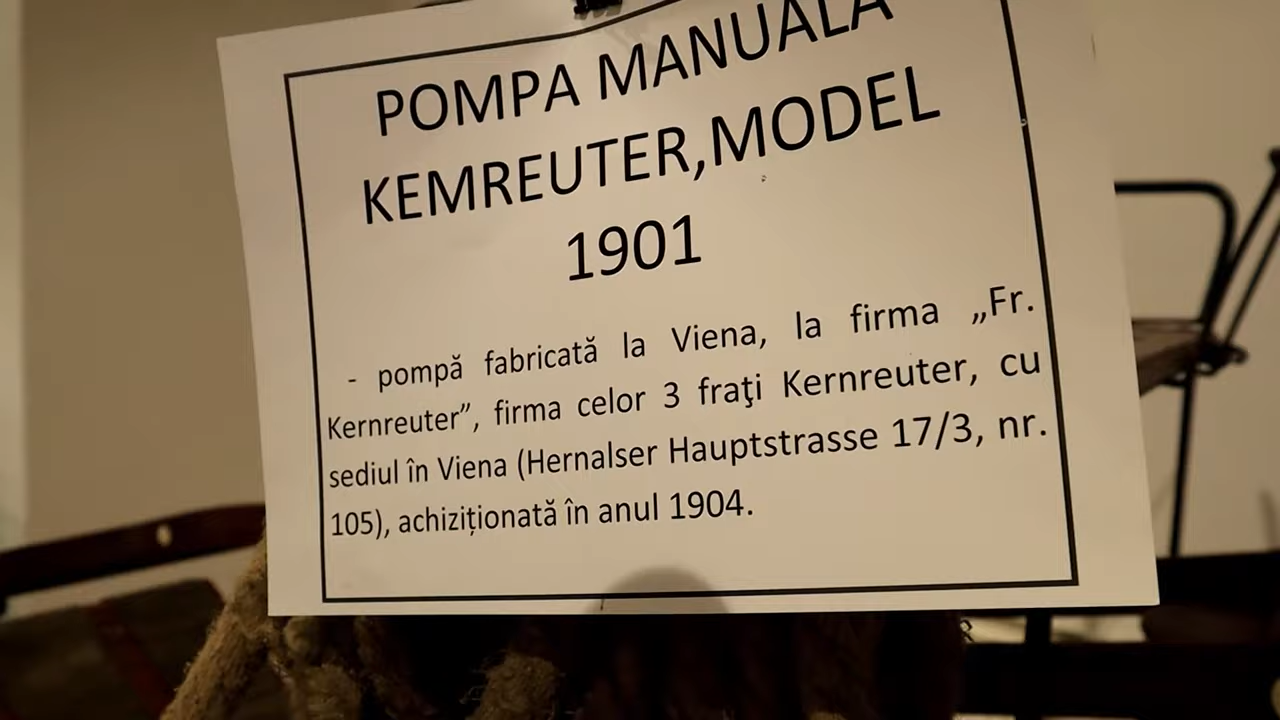 POMPA MANUALA
KEMREUTER,MODEL
1901
- pompă fabricată la Viena, la firma „Fr.
Kernreuter”, firma celor 3 fraţi Kernreuter, cu
sediul în Viena (Hernalser Hauptstrasse 17/3, nr.
105), achiziționată în anul 1904.